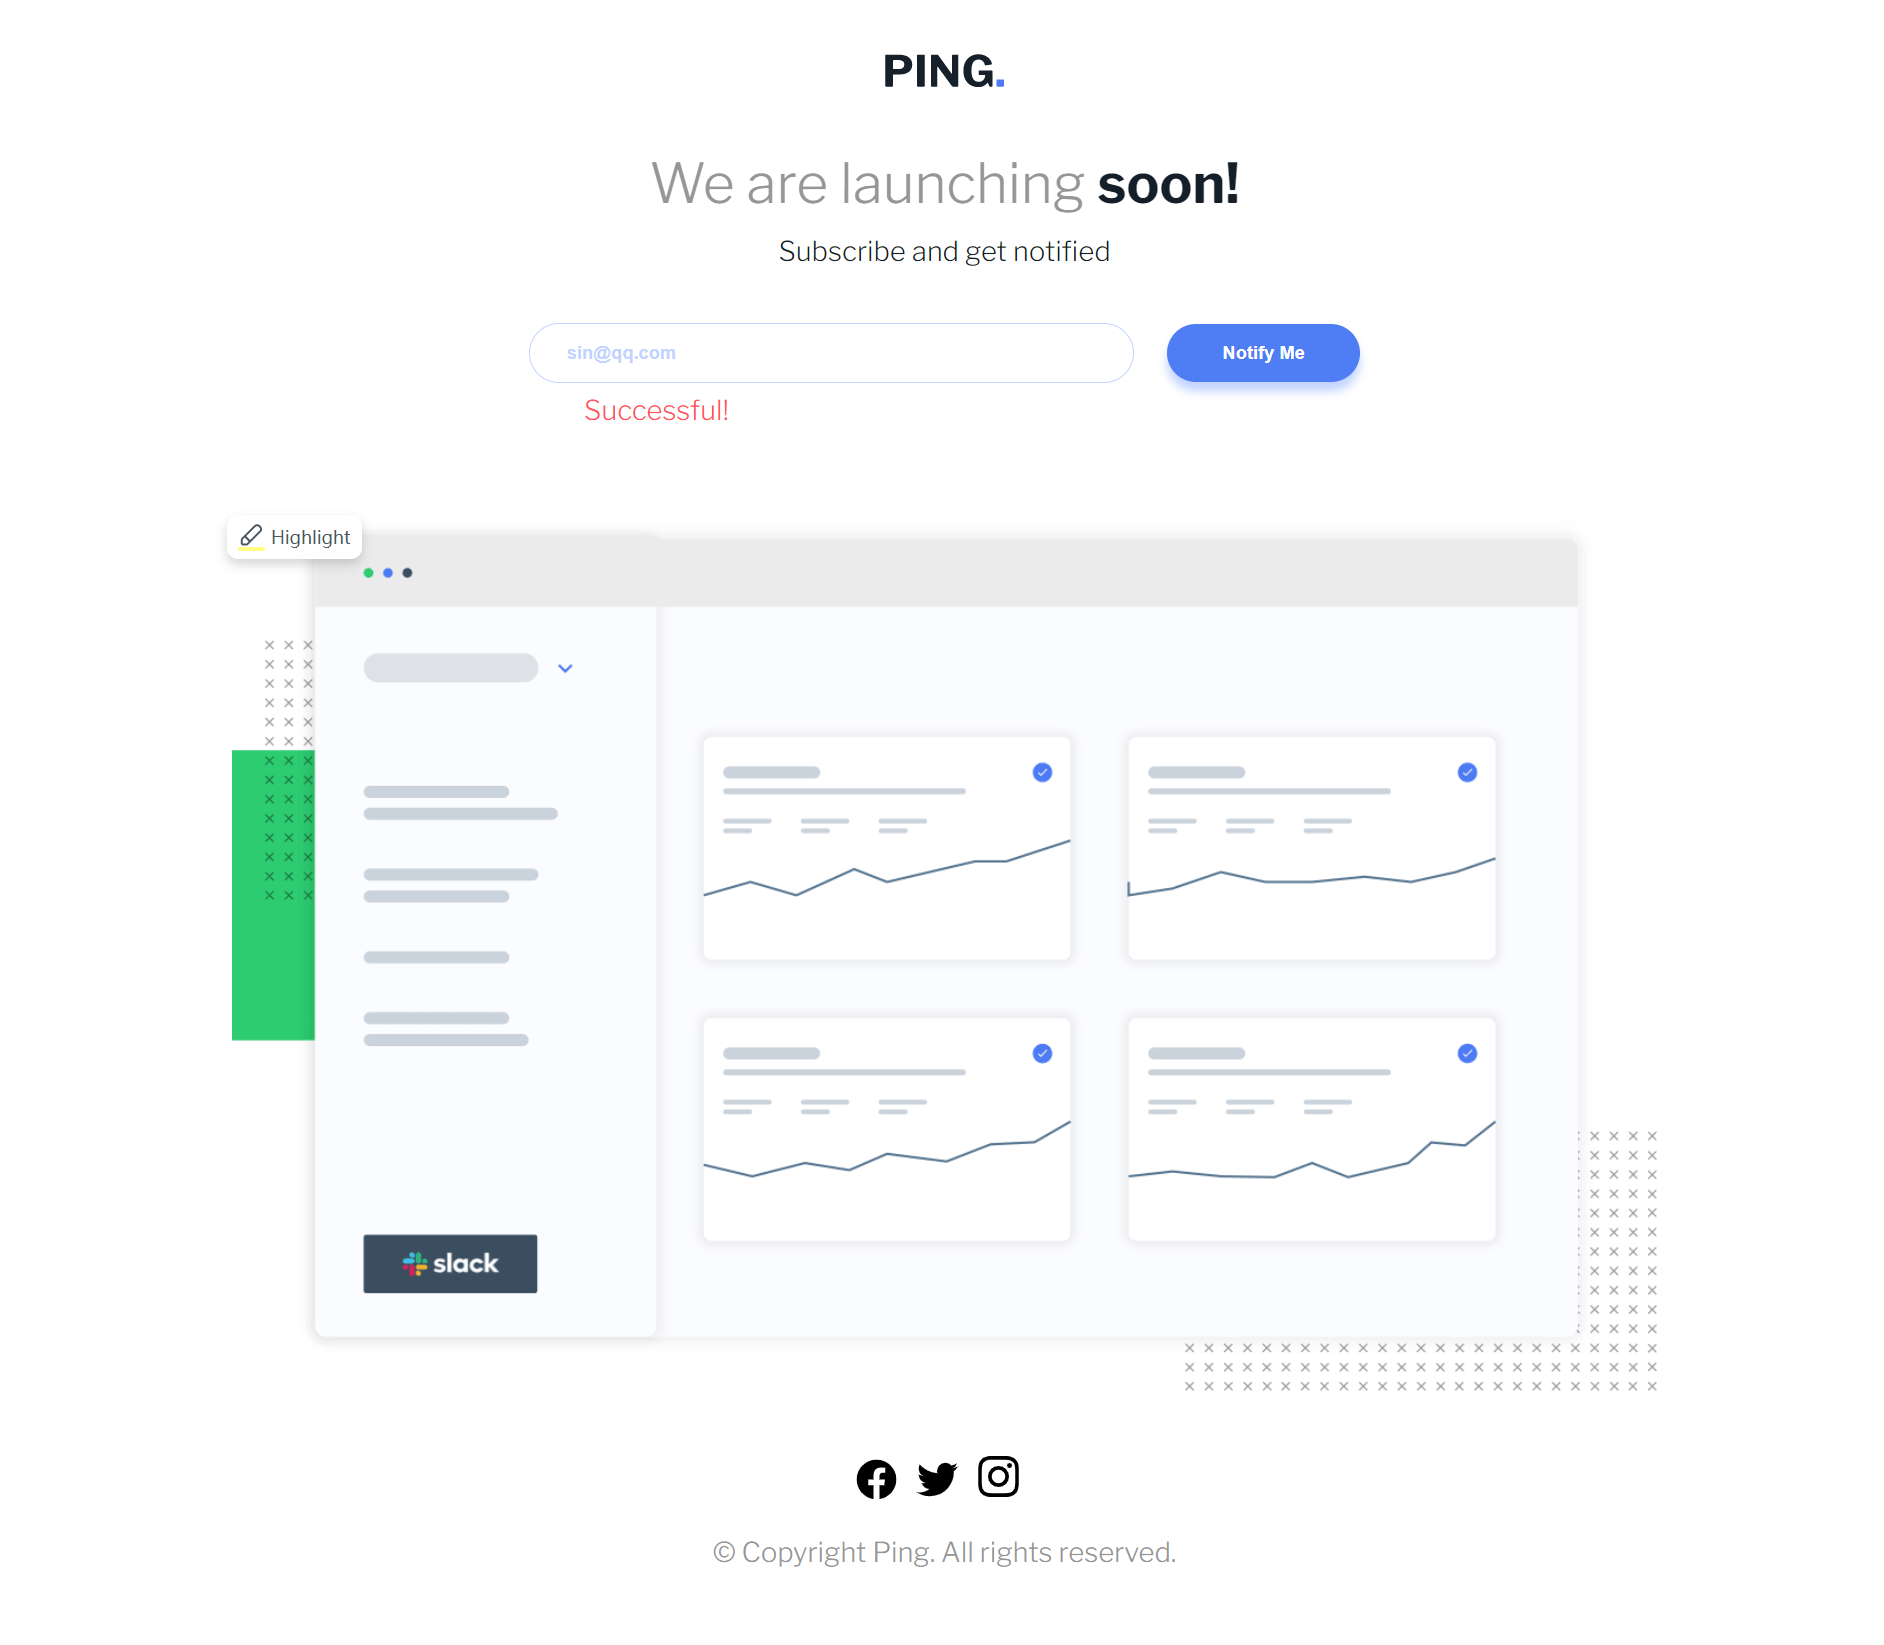 PING.
We are launching soon!
Subscribe and get notified
sin@qq.com
Notify Me
Successful!
Highlight
slack
© Copyright Ping. All rights reserved.